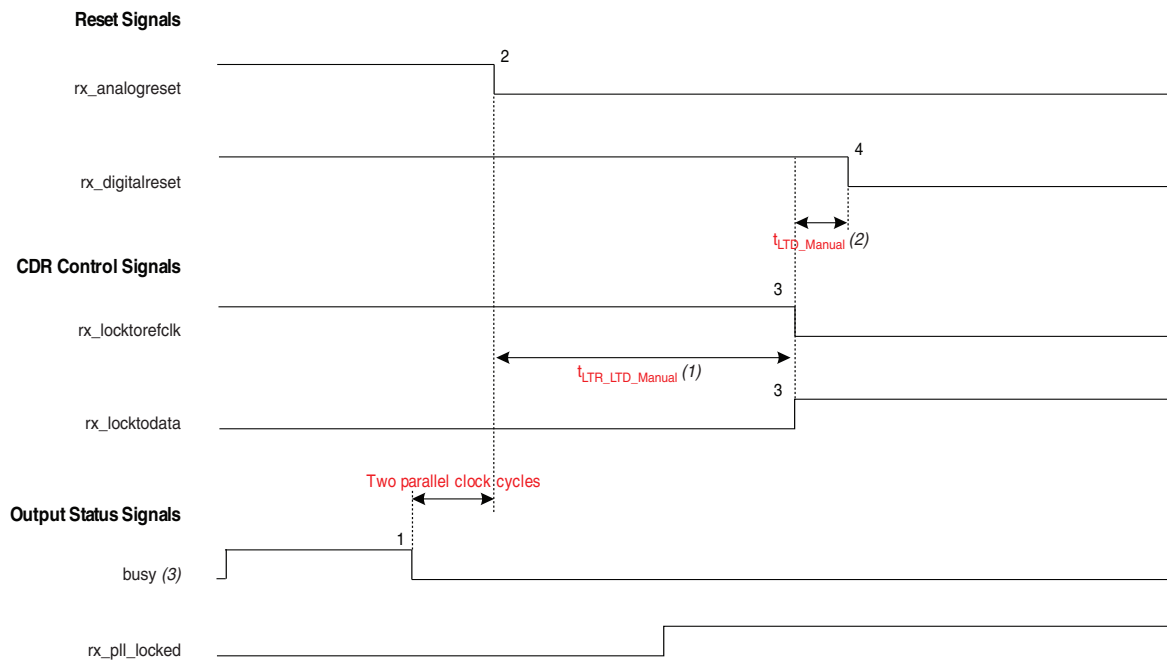 Reset Signals
2
rx_analogreset
4
rx_digitalreset
tLTD_Manual (2)
CDR Control Signals
3
rx_locktorefclk
tLTR_LTD_Manual (1)
3
rx_locktodata
Two parallel clock cycles
Output Status Signals
1
busy (3)
rx_pll_locked